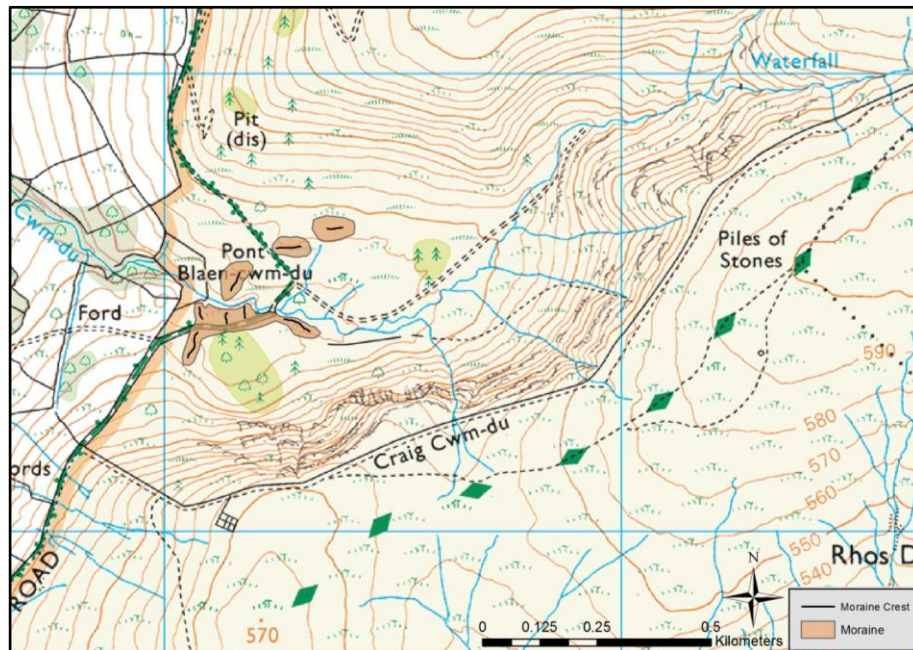 Waterfall
Pit
(dis)
Cwm-du
Pont
Blaen-cwm-du
Piles of
Stones
Ford
590
580
570
560
550
540
Craig Cwm-du
ords
ROAD
Rhos D
570
N
0 0.125 0.25 0.5
Kilometers
Moraine Crest
Moraine